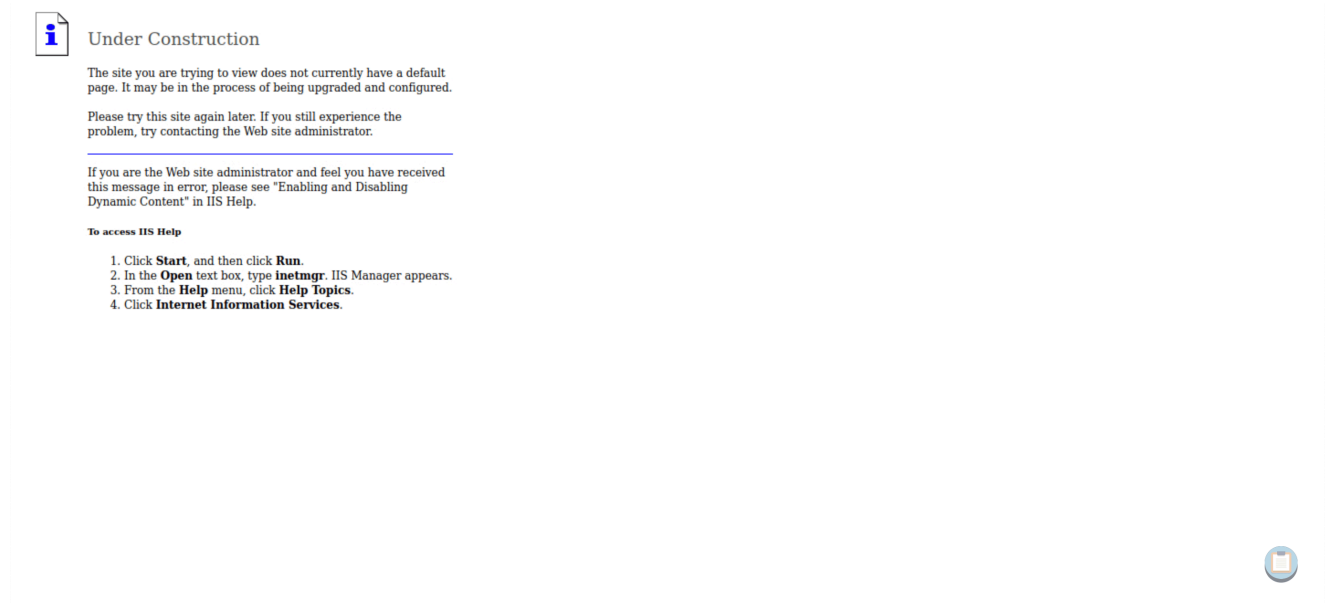 Under Construction
The site you are trying to view does not currently have a default
page. It may be in the process of being upgraded and configured.
Please try this site again later. If you still experience the
problem, try contacting the Web site administrator.
If you are the Web site administrator and feel you have received
this message in error, please see "Enabling and Disabling
Dynamic Content" in IIS Help.
To access IIS Help
1. Click Start, and then click Run.
2. In the Open text box, type inetmgr. IIS Manager appears.
3. From the Help menu, click Help Topics.
4. Click Internet Information Services.